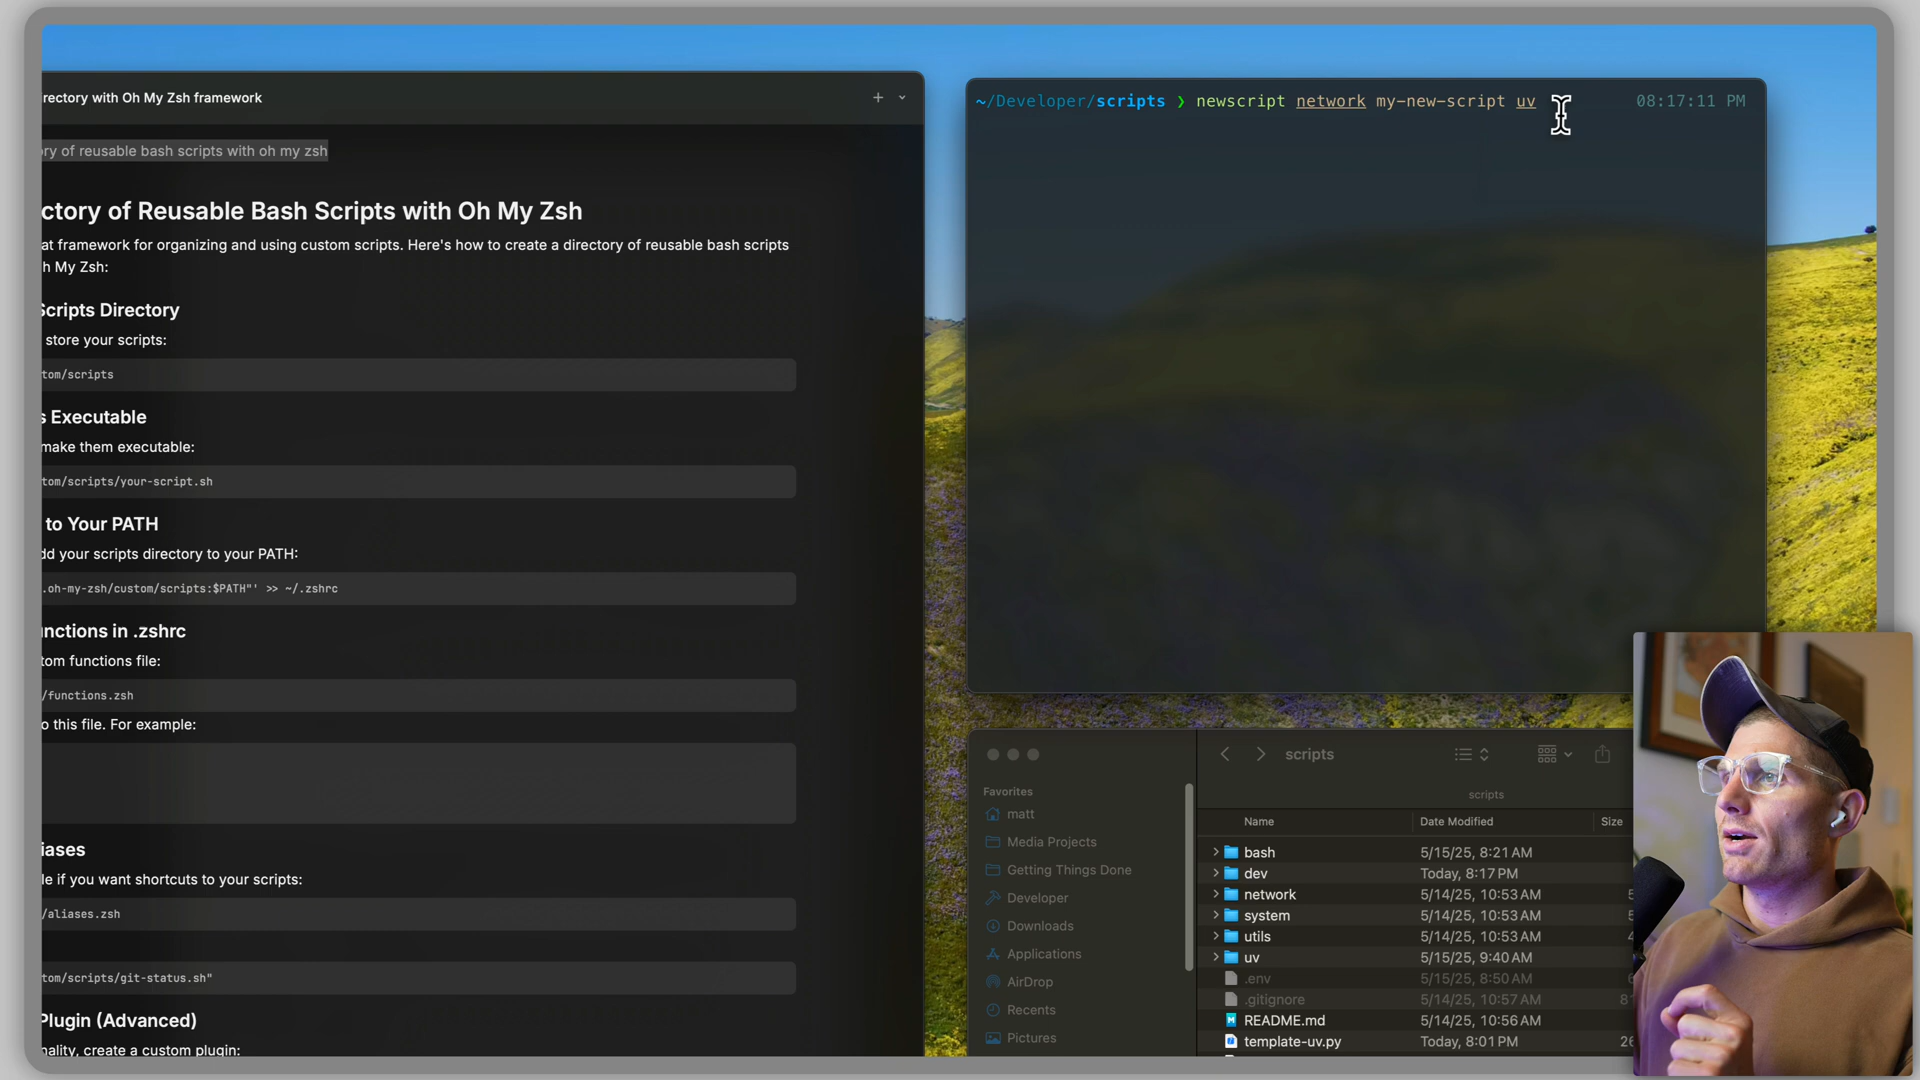 rectory with Oh My Zsh framework
ory of reusable bash scripts with oh my zsh
ctory of Reusable Bash Scripts with Oh My Zsh
at framework for organizing and using custom scripts. Here's how to create a directory of reusable bash scripts
h My Zsh:
Scripts Directory
store your scripts:
tom/scripts
s Executable
make them executable:
tom/scripts/your-script.sh
to to Your PATH
dd your scripts directory to your PATH:
.oh-my-zsh/custom/scripts:$PATH"' >> ~/.zshrc
unctions in .zshrc
tom functions file:
/functions.zsh
o this file. For example:
iases
le if you want shortcuts to your scripts:
/aliases.zsh
tom/scripts/git-status.sh"
Plugin (Advanced)
nality, create a custom plugin:
~/Developer/scripts ❯ newscript network my-new-script uv 08:17:11 PM
scripts
scripts
Favorites
matt
Media Projects
Getting Things Done
Developer
Downloads
Applications
AirDrop
Recents
Pictures
Name Date Modified Size
bash 5/15/25, 8:21 AM
dev Today, 8:17 PM
network 5/14/25, 10:53 AM 5
system 5/14/25, 10:53 AM 5
utils 5/14/25, 10:53 AM 4
uv 5/15/25, 9:40 AM
.env 5/15/25, 8:50 AM
.gitignore 5/14/25, 10:57 AM 81
README.md 5/14/25, 10:56 AM
template-uv.py Today, 8:01 PM 26